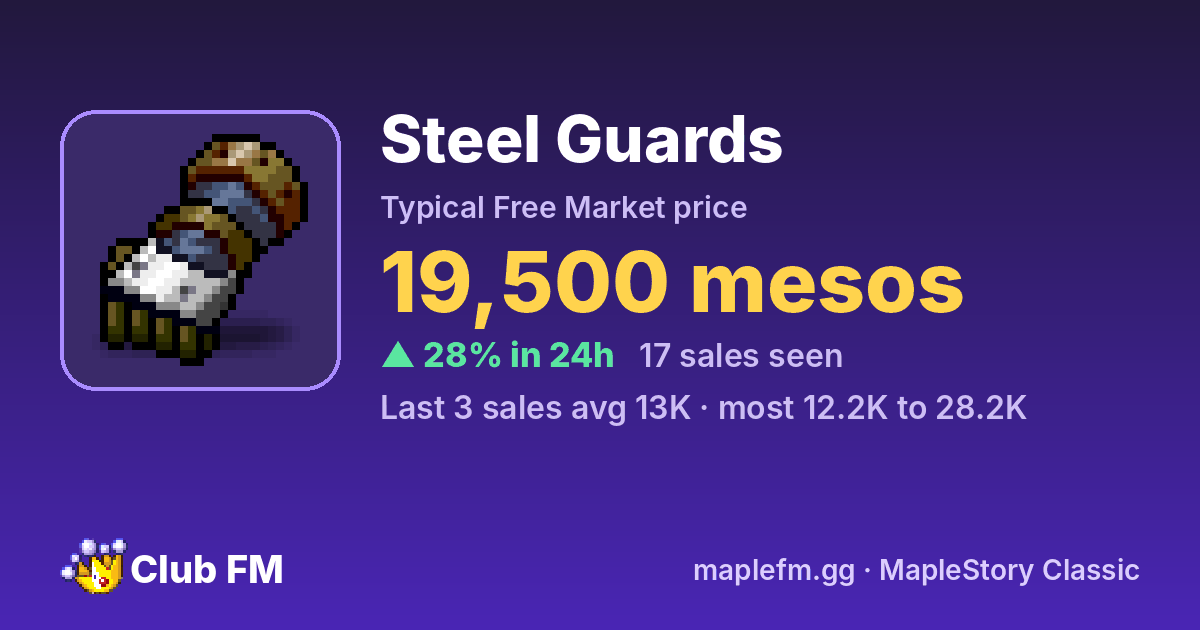 Steel Guards
Typical Free Market price
19,500 mesos
▲ 28% in 24h 17 sales seen
Last 3 sales avg 13K · most 12.2K to 28.2K
Club FM
maplefm.gg · MapleStory Classic